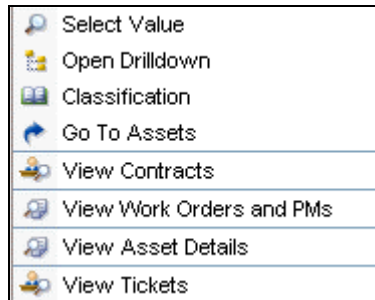 Select Value
Open Drilldown
Classification
Go To Assets
View Contracts
View Work Orders and PMs
View Asset Details
View Tickets